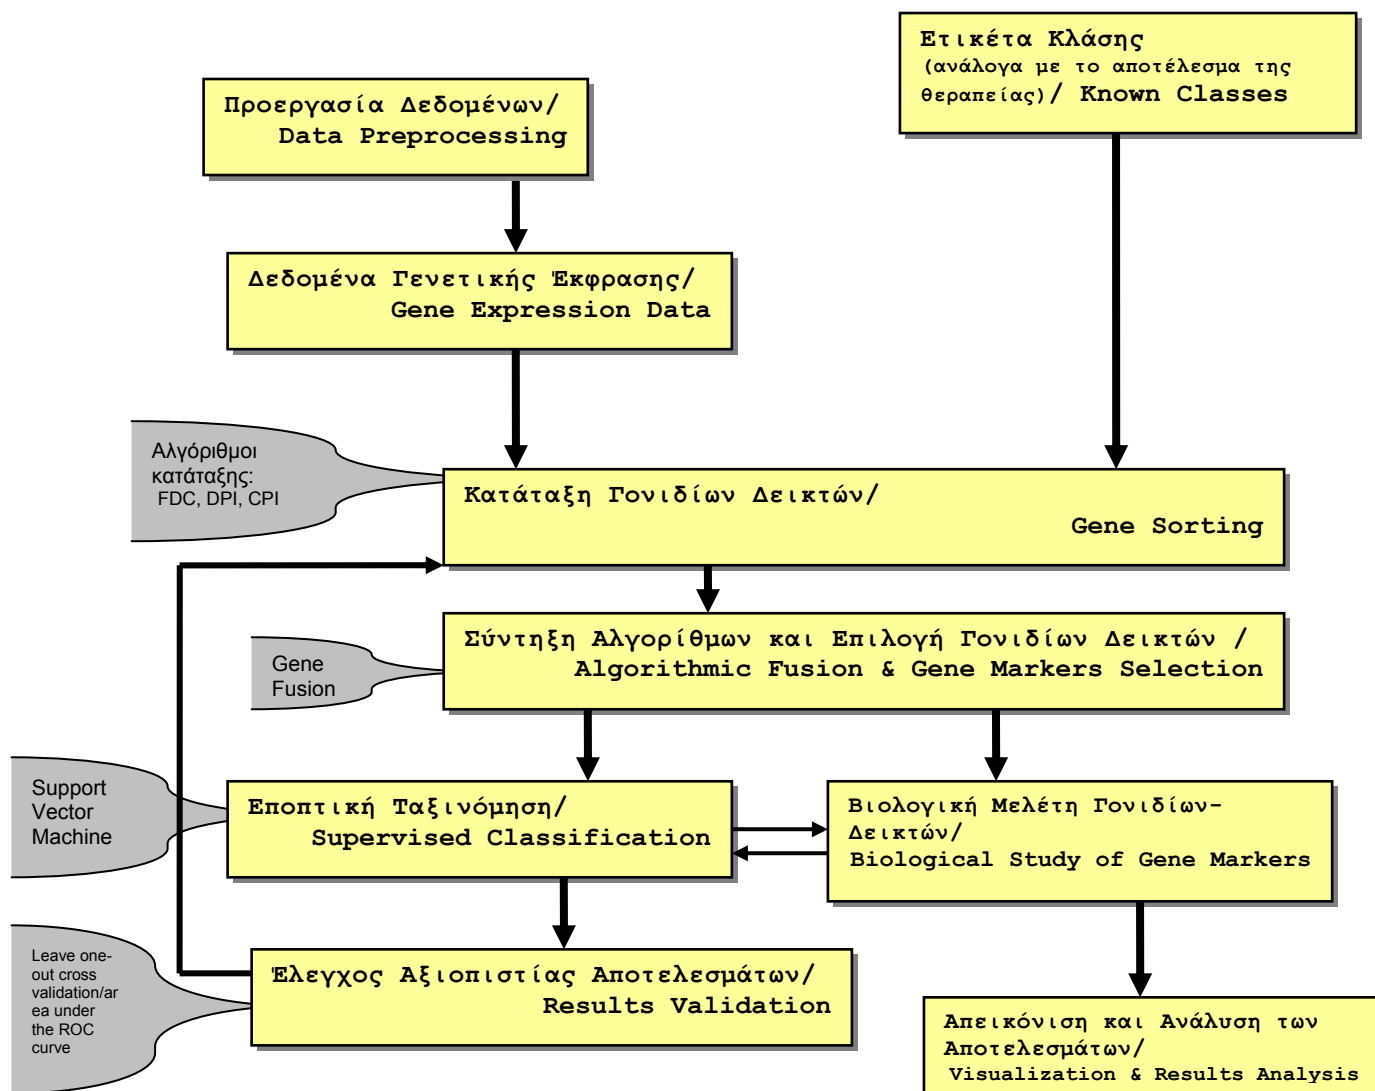 Ετικέτα Κλάσης
(ανάλογα με το αποτέλεσμα της
θεραπείας)/ Known Classes
Προεργασία Δεδομένων/
Data Preprocessing
Δεδομένα Γενετικής Έκφρασης/
Gene Expression Data
Αλγόριθμοι
κατάταξης:
FDC, DPI, CPI
Κατάταξη Γονιδίων Δεικτών/
Gene Sorting
Σύντηξη Αλγορίθμων και Επιλογή Γονιδίων Δεικτών /
Algorithmic Fusion & Gene Markers Selection
Gene
Fusion
Support
Vector
Machine
Εποπτική Ταξινόμηση/
Supervised Classification
Βιολογική Μελέτη Γονιδίων-
Δεικτών/
Biological Study of Gene Markers
Leave one-
out cross
validation/ar
ea under
the ROC
curve
Έλεγχος Αξιοπιστίας Αποτελεσμάτων/
Results Validation
Απεικόνιση και Ανάλυση των
Αποτελεσμάτων/
Visualization & Results Analysis